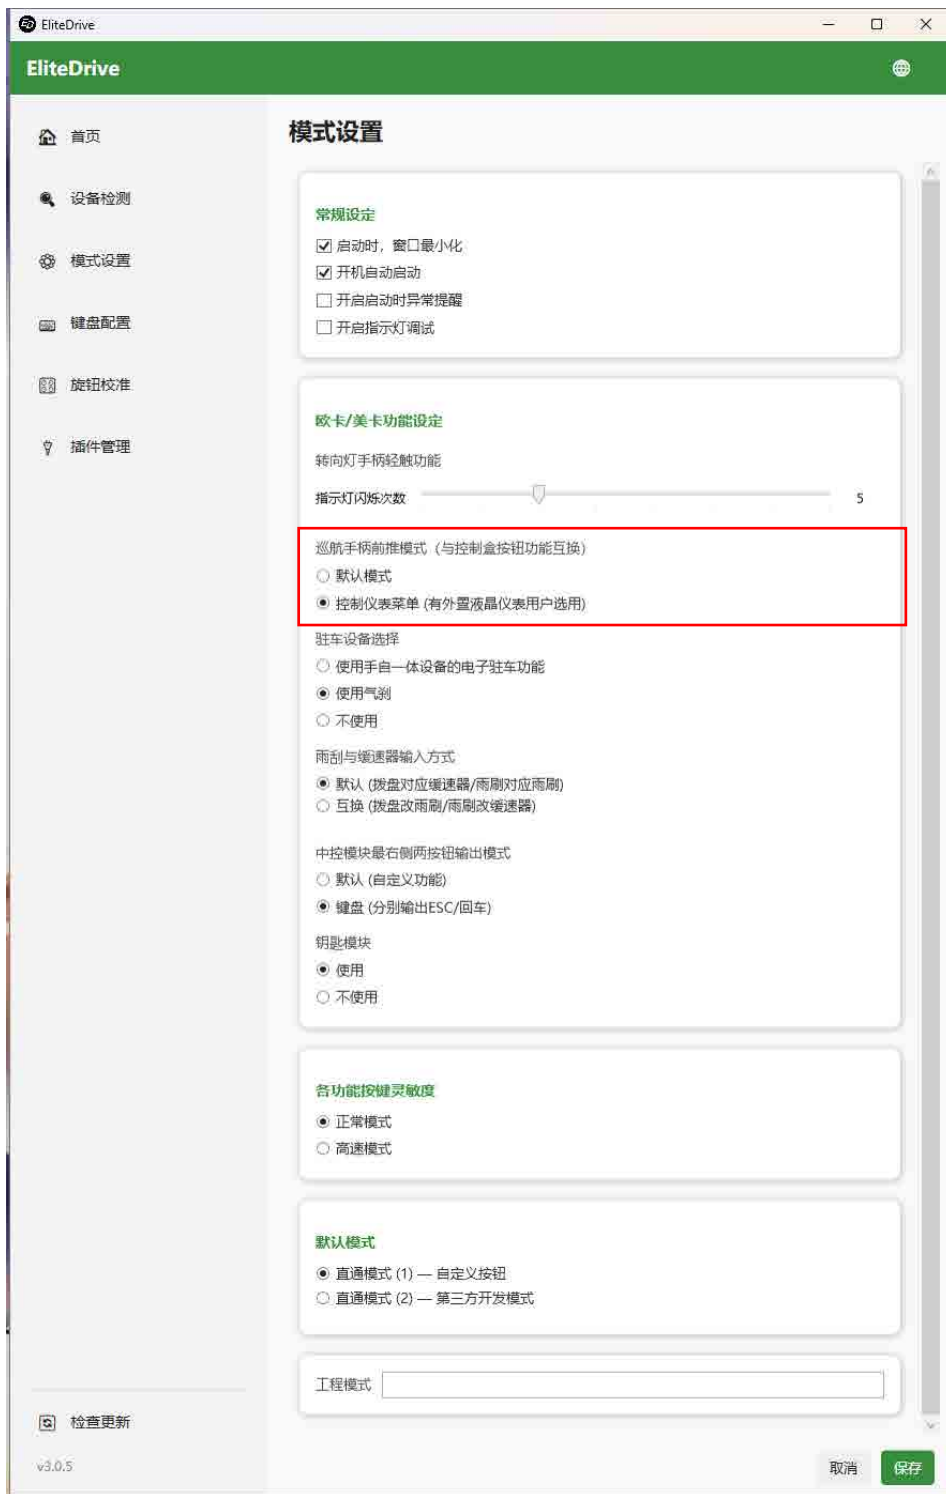 EliteDrive
EliteDrive
首页
设备检测
模式设置
键盘配置
旋钮校准
插件管理
检查更新
v3.0.5
模式设置
常规设定
启动时，窗口最小化
开机自动启动
开启启动时异常提醒
开启指示灯调试
欧卡/美卡功能设定
转向灯手柄轻触功能
指示灯闪烁次数 5
巡航手柄前推模式（与控制盒按钮功能互换）
默认模式
控制仪表菜单 (有外置液晶仪表用户选用)
驻车设备选择
使用手自一体设备的电子驻车功能
使用气刹
不使用
雨刮与缓速器输入方式
默认 (拨盘对应缓速器/雨刷对应雨刷)
互换 (拨盘改雨刷/雨刷改缓速器)
中控模块最右侧两按钮输出模式
默认 (自定义功能)
键盘 (分别输出ESC/回车)
钥匙模块
使用
不使用
各功能按键灵敏度
正常模式
高速模式
默认模式
直通模式 (1) — 自定义按钮
直通模式 (2) — 第三方开发模式
工程模式
取消
保存